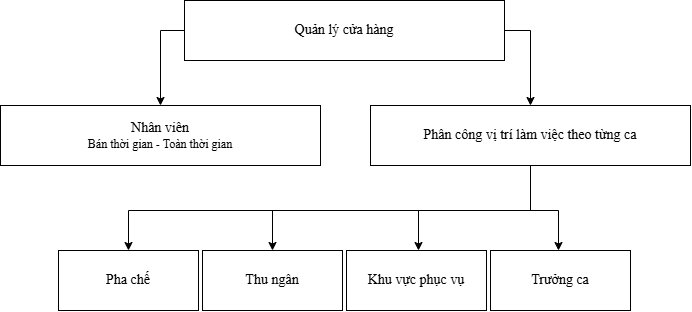 Quản lý cửa hàng
Nhân viên
Bán thời gian - Toàn thời gian
Phân công vị trí làm việc theo từng ca
Pha chế
Thu ngân
Khu vực phục vụ
Trưởng ca